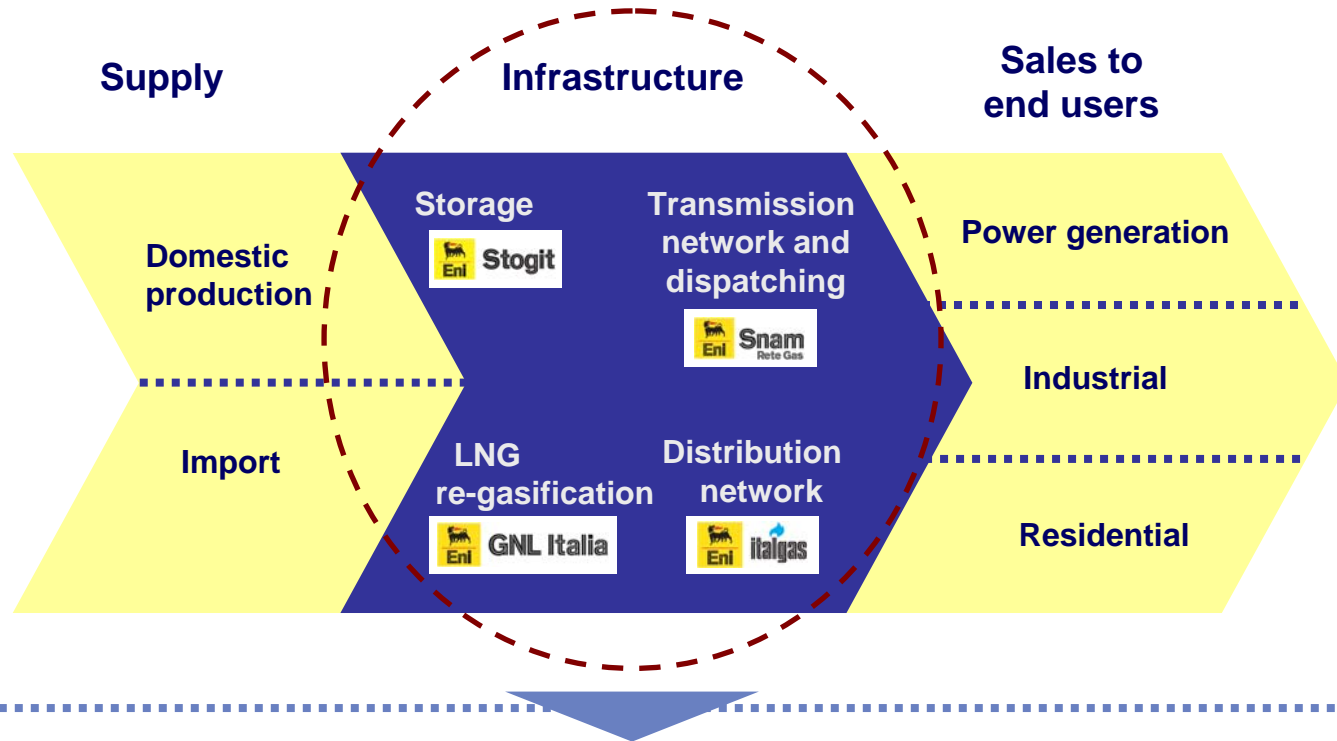 Supply
Infrastructure
Sales to
end users
Domestic
production
Import
Storage
Eni Stogit
Transmission
network and
dispatching
Eni Snam
Rete Gas
LNG
re-gasification
Eni GNL Italia
Distribution
network
Eni italgas
Power generation
Industrial
Residential